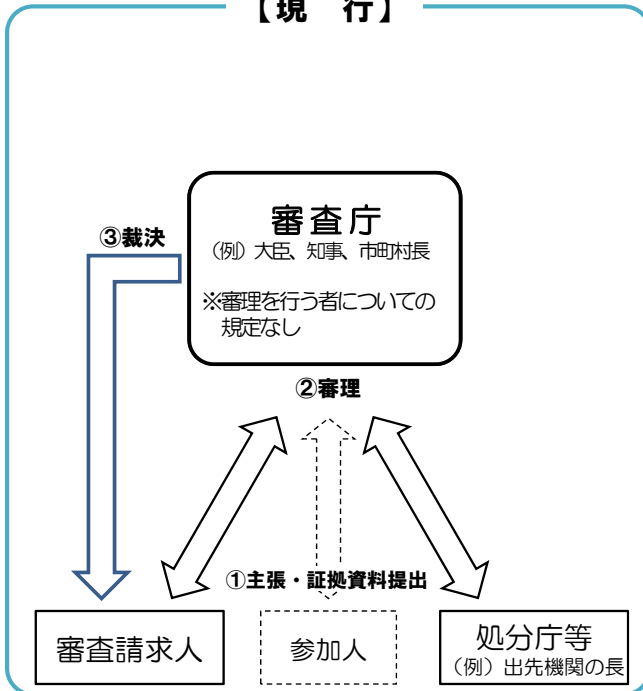 【現 行】
審査庁
（例）大臣、知事、市町村長
※審理を行う者についての
規定なし
③裁決
②審理
①主張・証拠資料提出
審査請求人
参加人
処分庁等
（例）出先機関の長